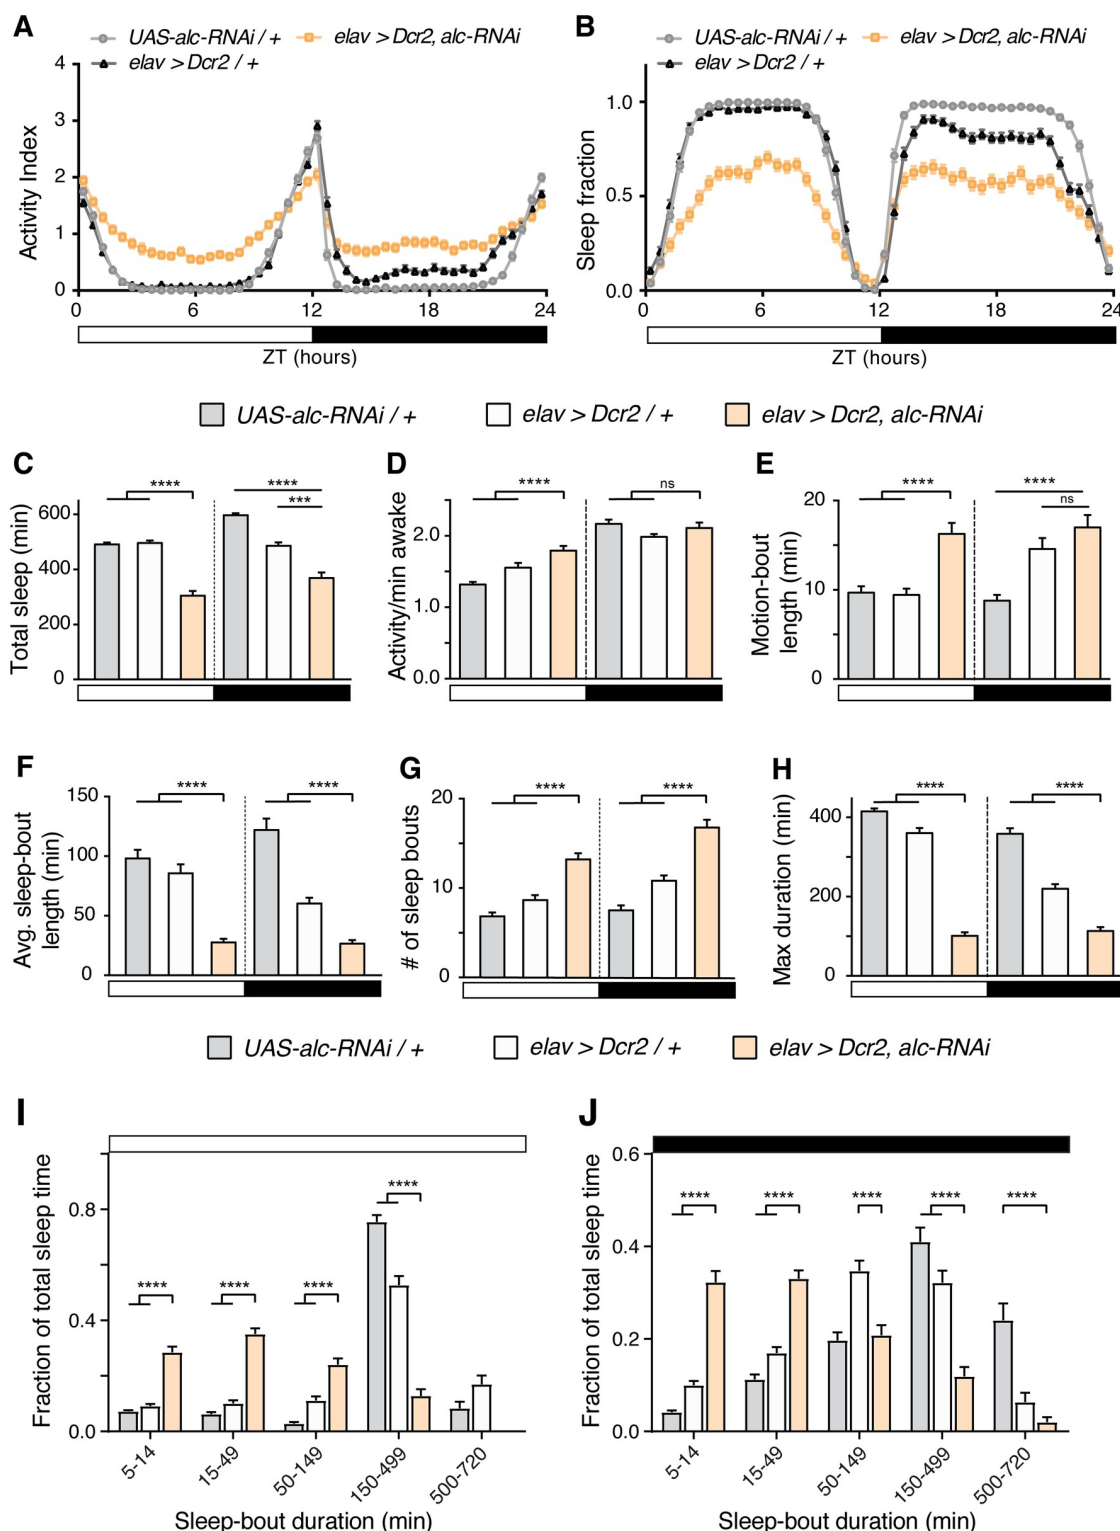 A
UAS-alc-RNAi / +
elav > Dcr2, alc-RNAi
elav > Dcr2 / +
Activity Index
4
3
2
1
0
0 6 12 18 24
ZT (hours)
B
UAS-alc-RNAi / +
elav > Dcr2, alc-RNAi
elav > Dcr2 / +
Sleep fraction
1.0
0.5
0.0
0 6 12 18 24
ZT (hours)
UAS-alc-RNAi / +
elav > Dcr2 / +
elav > Dcr2, alc-RNAi
C
Total sleep (min)
600
400
200
0
****
****
***
D
Activity/min awake
2.0
1.0
0.0
****
ns
E
Motion-bout
length (min)
20
10
0
****
****
ns
F
Avg. sleep-bout
length (min)
150
100
50
0
****
****
G
# of sleep bouts
20
10
0
****
****
H
Max duration (min)
400
200
0
****
****
UAS-alc-RNAi / +
elav > Dcr2 / +
elav > Dcr2, alc-RNAi
I
Fraction of total sleep time
0.8
0.4
0.0
****
****
****
****
5-14
15-49
50-149
150-499
500-720
Sleep-bout duration (min)
J
Fraction of total sleep time
0.6
0.4
0.2
0.0
****
****
****
****
****
5-14
15-49
50-149
150-499
500-720
Sleep-bout duration (min)